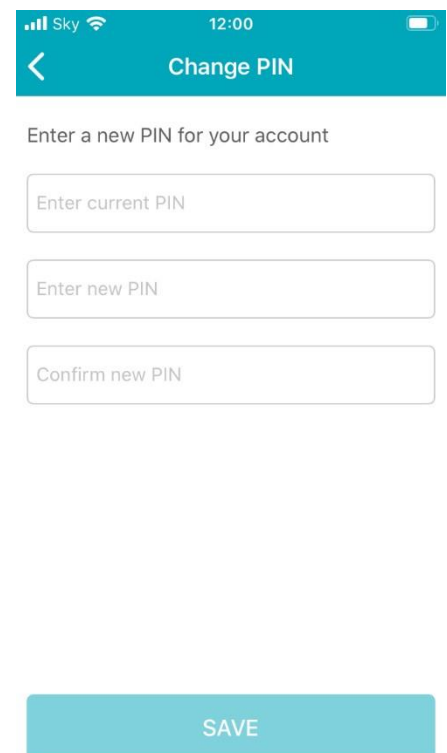 Sky 12:00
Change PIN
Enter a new PIN for your account
Enter current PIN
Enter new PIN
Confirm new PIN
SAVE